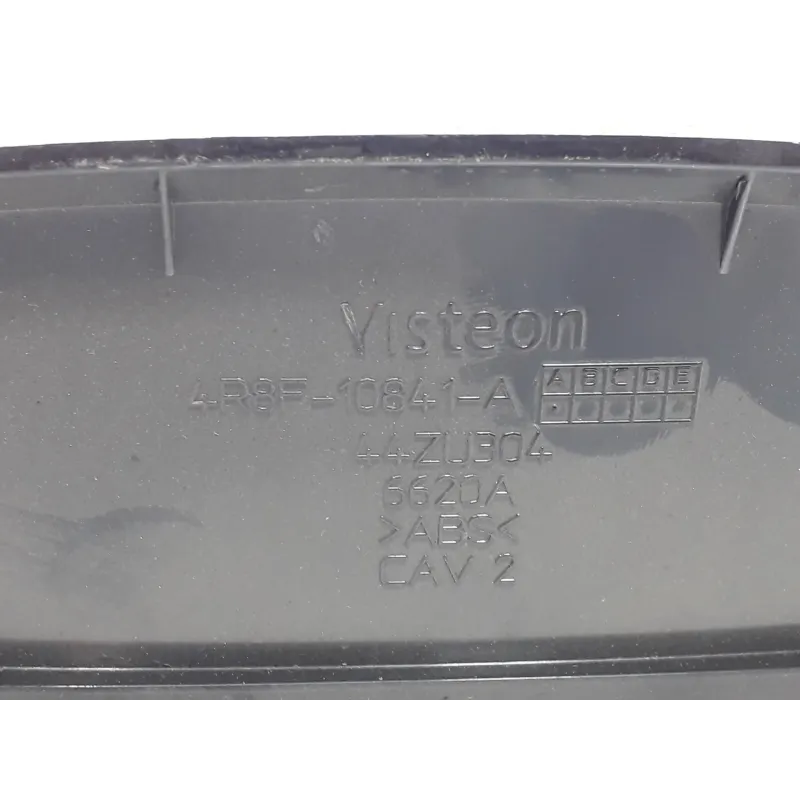 Visteon
4R8F-10841-A A B C D E
44ZU304
6620A
>ABS<
CAV 2